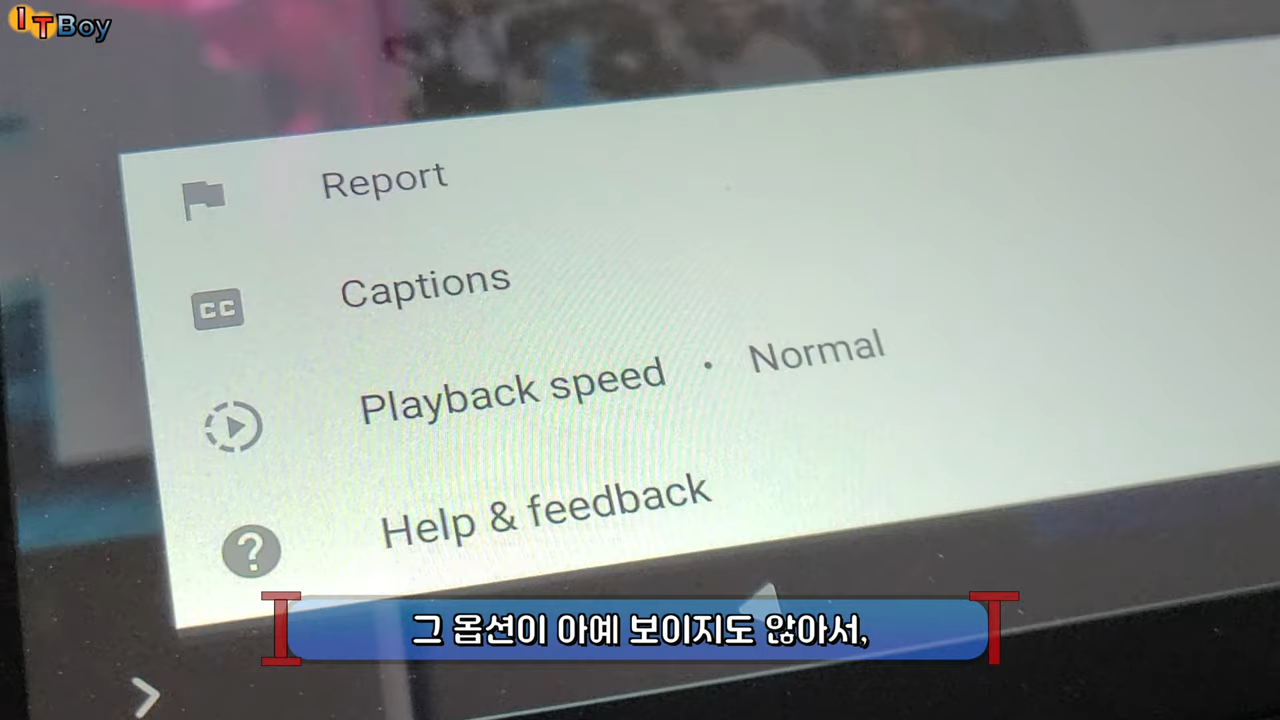 ITBoy
Report
CC Captions
Playback speed • Normal
? Help & feedback
그 옵션이 아예 보이지도 않아서,